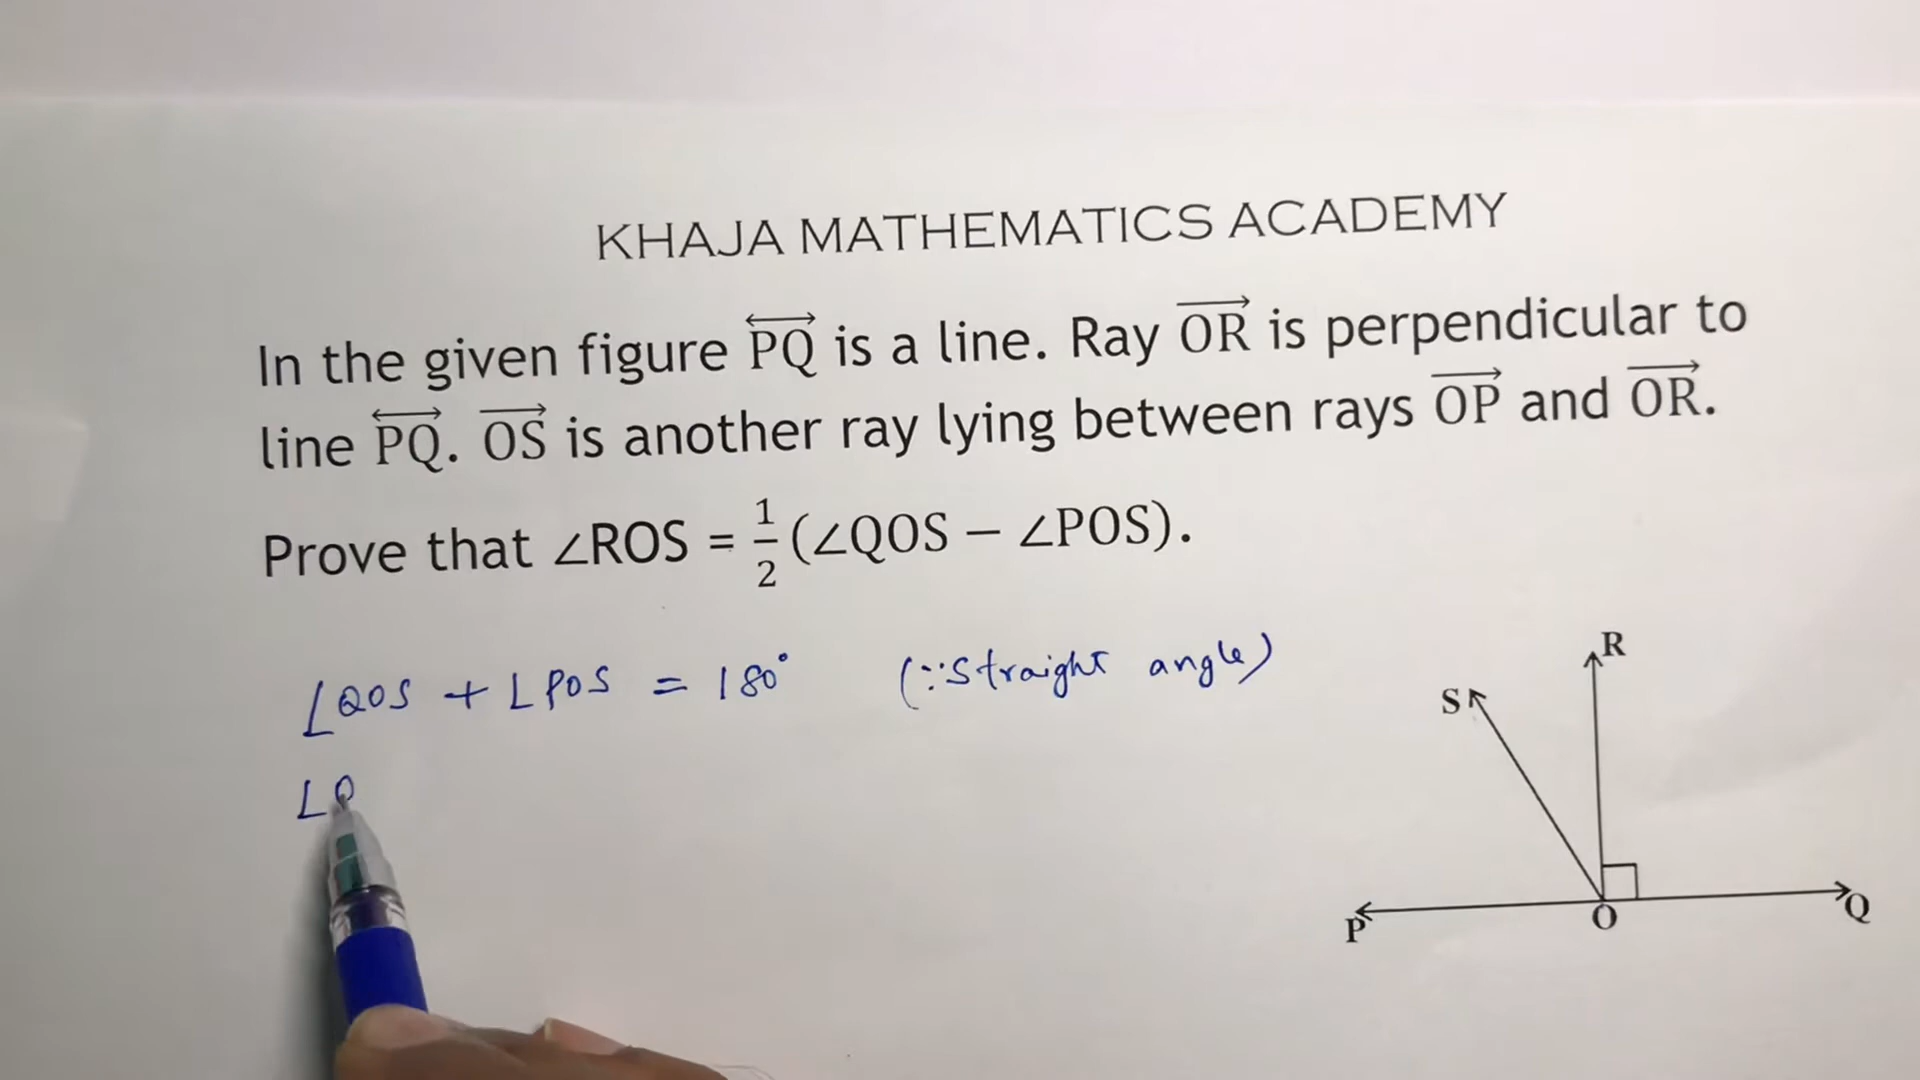 KHAJA MATHEMATICS ACADEMY
In the given figure PQ is a line. Ray OR is perpendicular to
line PQ. OS is another ray lying between rays OP and OR.
Prove that ∠ROS = 1/2 (∠QOS – ∠POS).
∠QOS + ∠POS = 180° (∵ Straight angle)
∠Q
R
S
P
O
Q